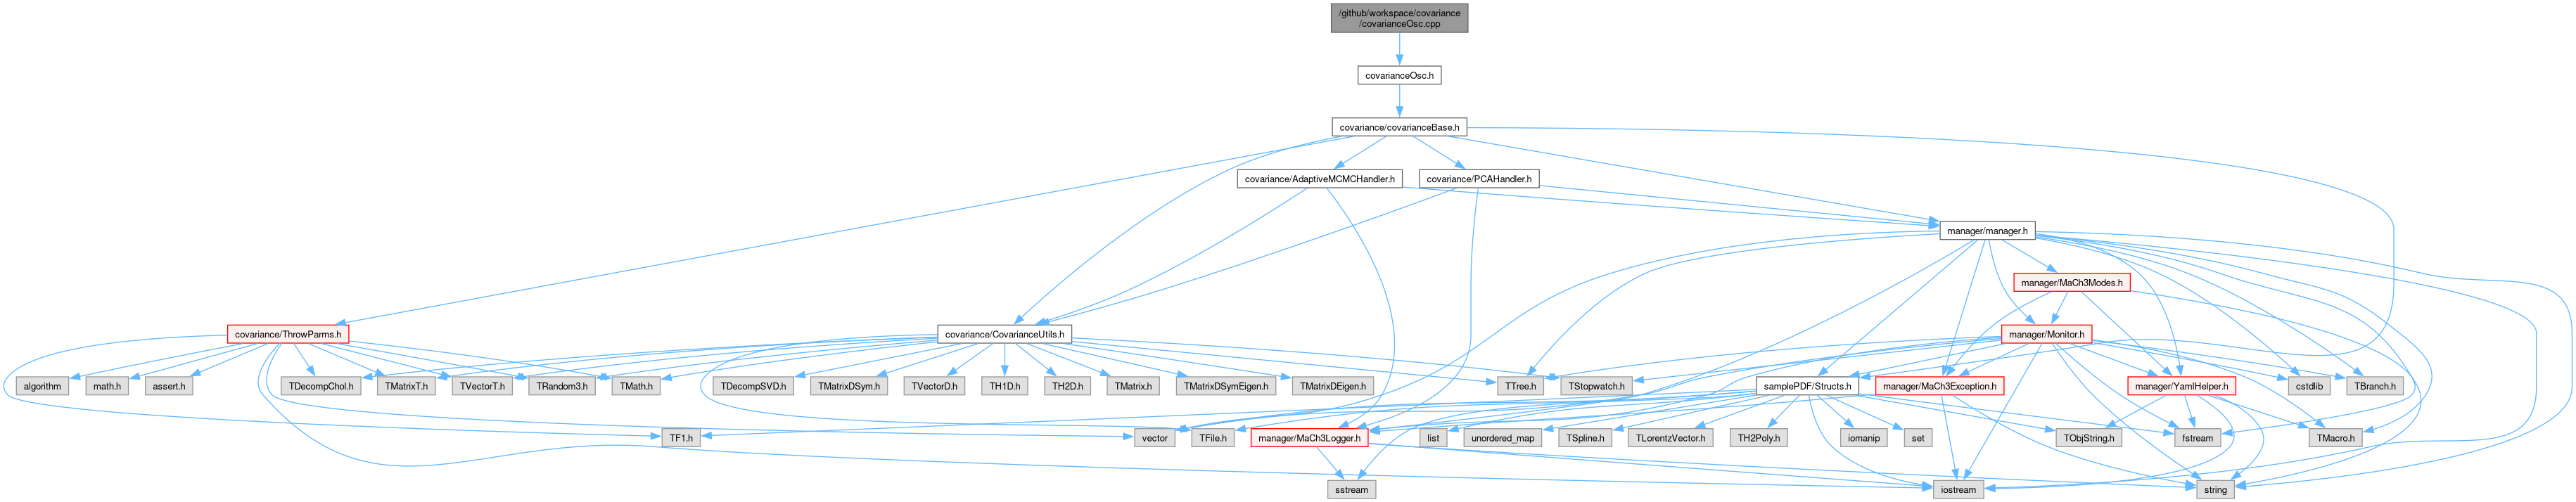 /github/workspace/covariance
/covarianceOsc.cpp
covarianceOsc.h
covariance/covarianceBase.h
covariance/AdaptiveMCMCHandler.h
covariance/PCAHandler.h
manager/manager.h
manager/MaCh3Modes.h
covariance/ThrowParms.h
covariance/CovarianceUtils.h
manager/Monitor.h
algorithm
math.h
assert.h
TDecompChol.h
TMatrixT.h
TVectorT.h
TRandom3.h
TMath.h
TDecompSVD.h
TMatrixDSym.h
TVectorD.h
TH1D.h
TH2D.h
TMatrix.h
TMatrixDSymEigen.h
TMatrixDEigen.h
TTree.h
TStopwatch.h
samplePDF/Structs.h
manager/MaCh3Exception.h
manager/YamlHelper.h
cstdlib
TBranch.h
TF1.h
vector
TFile.h
manager/MaCh3Logger.h
list
unordered_map
TSpline.h
TLorentzVector.h
TH2Poly.h
iomanip
set
TObjString.h
fstream
TMacro.h
sstream
iostream
string